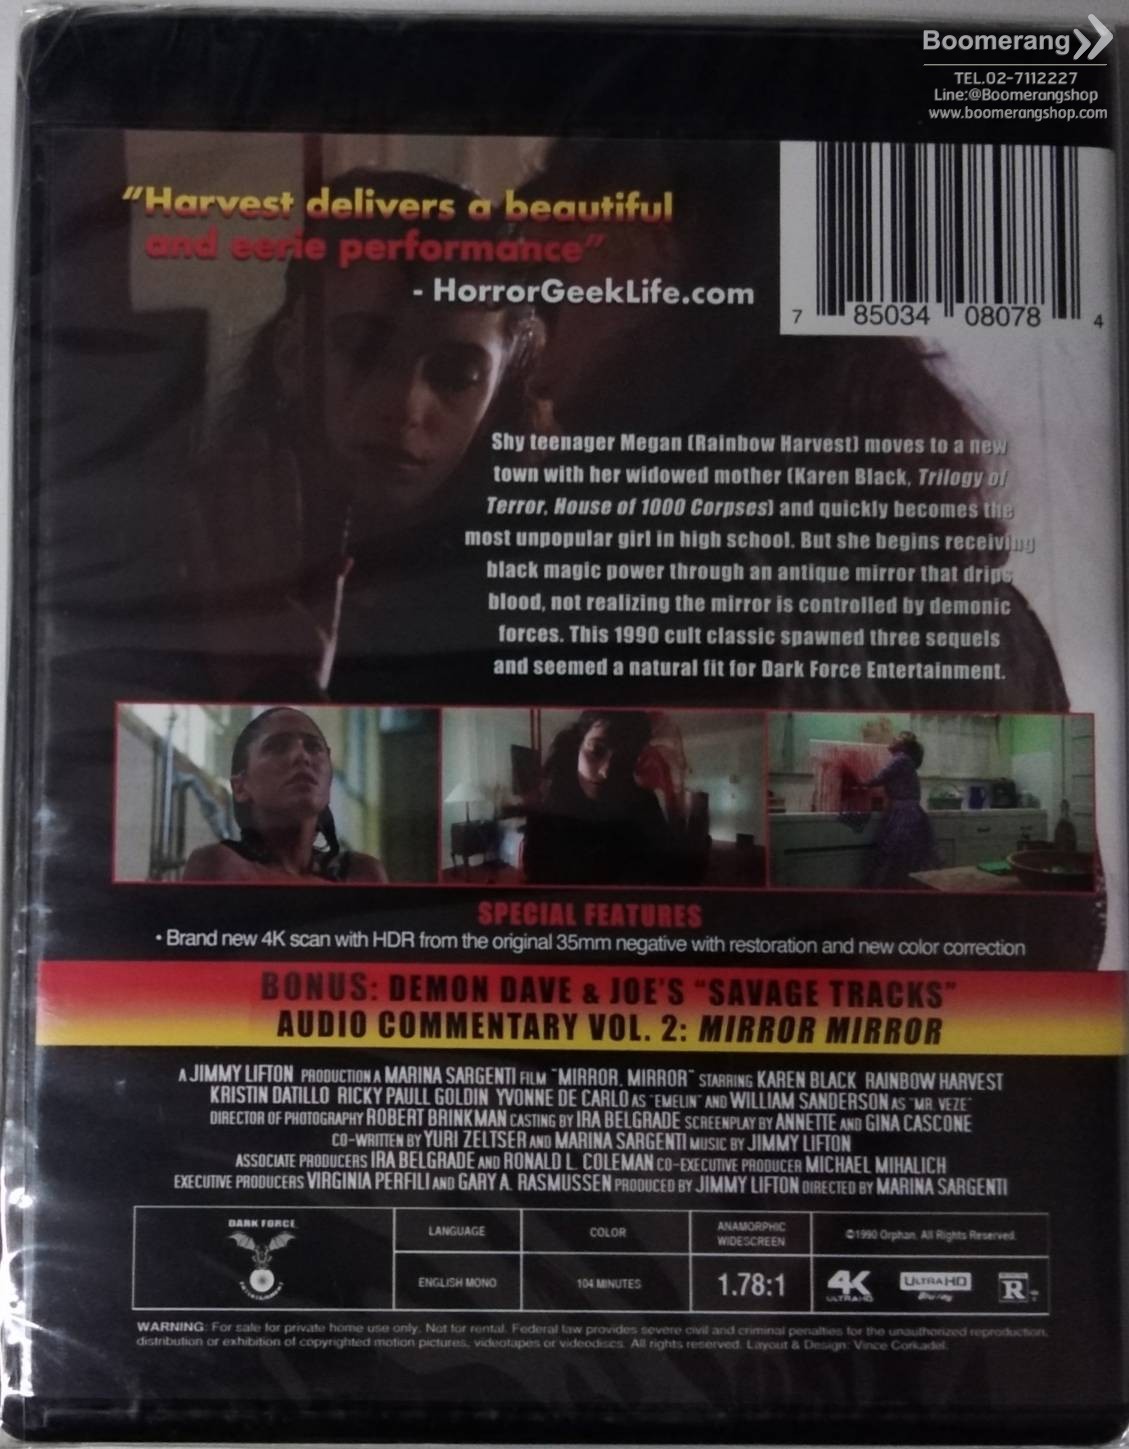 Boomerang
TEL.02-7112227
Line:@Boomerangshop
www.boomerangshop.com
"Harvest delivers a beautiful
and eerie performance"
- HorrorGeekLife.com
7 85034 08078 4
Shy teenager Megan (Rainbow Harvest) moves to a new
town with her widowed mother (Karen Black, Trilogy of
Terror, House of 1000 Corpses) and quickly becomes the
most unpopular girl in high school. But she begins receiving
black magic power through an antique mirror that drips
blood, not realizing the mirror is controlled by demonic
forces. This 1990 cult classic spawned three sequels
and seemed a natural fit for Dark Force Entertainment.
SPECIAL FEATURES
• Brand new 4K scan with HDR from the original 35mm negative with restoration and new color correction
BONUS: DEMON DAVE & JOE'S "SAVAGE TRACKS"
AUDIO COMMENTARY VOL. 2: MIRROR MIRROR
A JIMMY LIFTON PRODUCTION A MARINA SARGENTI FILM "MIRROR, MIRROR" STARRING KAREN BLACK RAINBOW HARVEST
KRISTIN DATILLO RICKY PAULL GOLDIN YVONNE DE CARLO AS "EMELIN" AND WILLIAM SANDERSON AS "MR. VEZE"
DIRECTOR OF PHOTOGRAPHY ROBERT BRINKMAN CASTING BY IRA BELGRADE SCREENPLAY BY ANNETTE AND GINA CASCONE
CO-WRITTEN BY YURI ZELTSER AND MARINA SARGENTI MUSIC BY JIMMY LIFTON
ASSOCIATE PRODUCERS IRA BELGRADE AND RONALD L. COLEMAN CO-EXECUTIVE PRODUCER MICHAEL MIHALICH
EXECUTIVE PRODUCERS VIRGINIA PERFILI AND GARY A. RASMUSSEN PRODUCED BY JIMMY LIFTON DIRECTED BY MARINA SARGENTI
DARK FORCE
ENTERTAINMENT
LANGUAGE
COLOR
ANAMORPHIC
WIDESCREEN
©1990 Orphan. All Rights Reserved.
ENGLISH MONO
104 MINUTES
1.78:1
4K
ULTRA HD
ULTRA HD
Blu-ray
R
WARNING: For sale for private home use only. Not for rental. Federal law provides severe civil and criminal penalties for the unauthorized reproduction,
distribution or exhibition of copyrighted motion pictures, videotapes or videodiscs. All rights reserved. Layout & Design: Vince Corkadel.